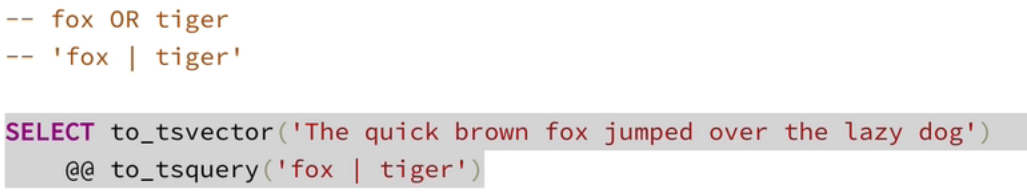 -- fox OR tiger
-- 'fox | tiger'
SELECT to_tsvector('The quick brown fox jumped over the lazy dog')
@@ to_tsquery('fox | tiger')